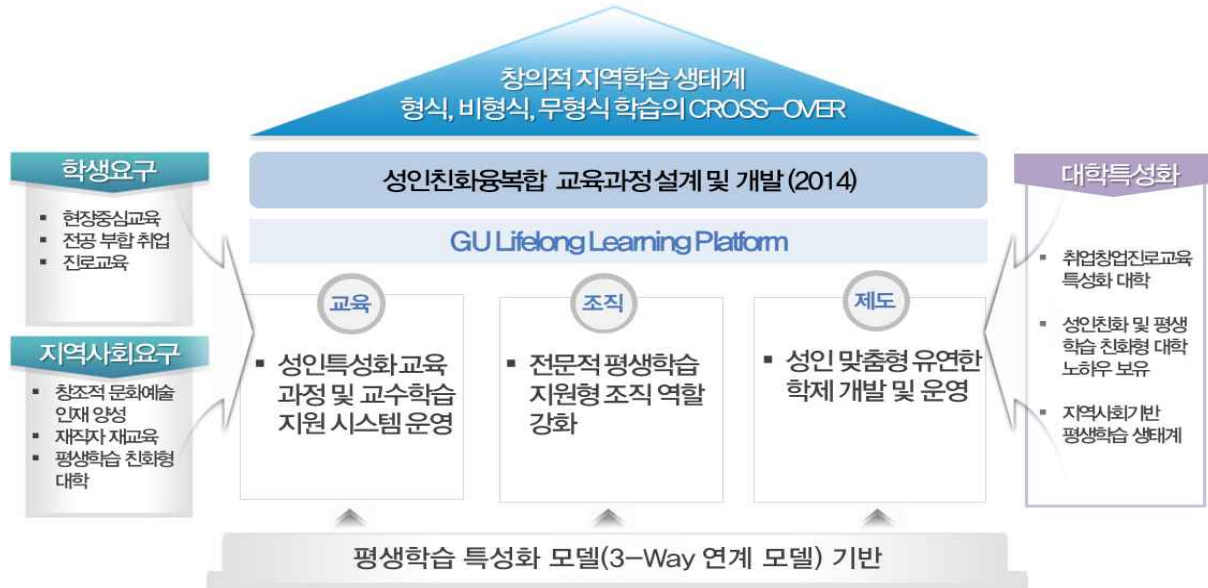 창의적 지역학습 생태계
형식, 비형식, 무형식 학습의 CROSS-OVER
성인친화융복합 교육과정 설계 및 개발 (2014)
GU Lifelong Learning Platform
학생요구
▪ 현장중심교육
▪ 전공 부합 취업
▪ 진로교육
지역사회요구
▪ 창조적 문화예술
인재 양성
▪ 재직자 재교육
▪ 평생학습 친화형
대학
교육
▪ 성인특성화 교육
과정 및 교수학습
지원 시스템 운영
조직
▪ 전문적 평생학습
지원형 조직 역할
강화
제도
▪ 성인 맞춤형 유연한
학제 개발 및 운영
대학특성화
▪ 취업창업진로교육
특성화 대학
▪ 성인친화 및 평생
학습 친화형 대학
노하우 보유
▪ 지역사회기반
평생학습 생태계
평생학습 특성화 모델(3-Way 연계 모델) 기반